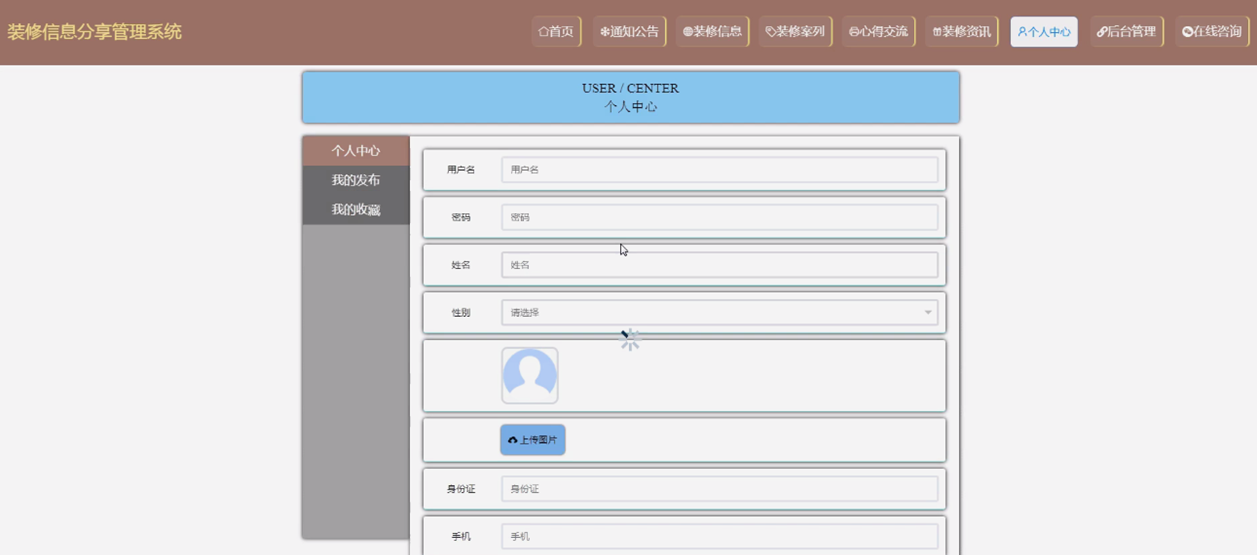 装修信息分享管理系统
首页
通知公告
装修信息
装修案列
心得交流
装修资讯
个人中心
后台管理
在线咨询
USER / CENTER
个人中心
个人中心
我的发布
我的收藏
用户名 用户名
密码 密码
姓名 姓名
性别 请选择
上传图片
身份证 身份证
手机 手机